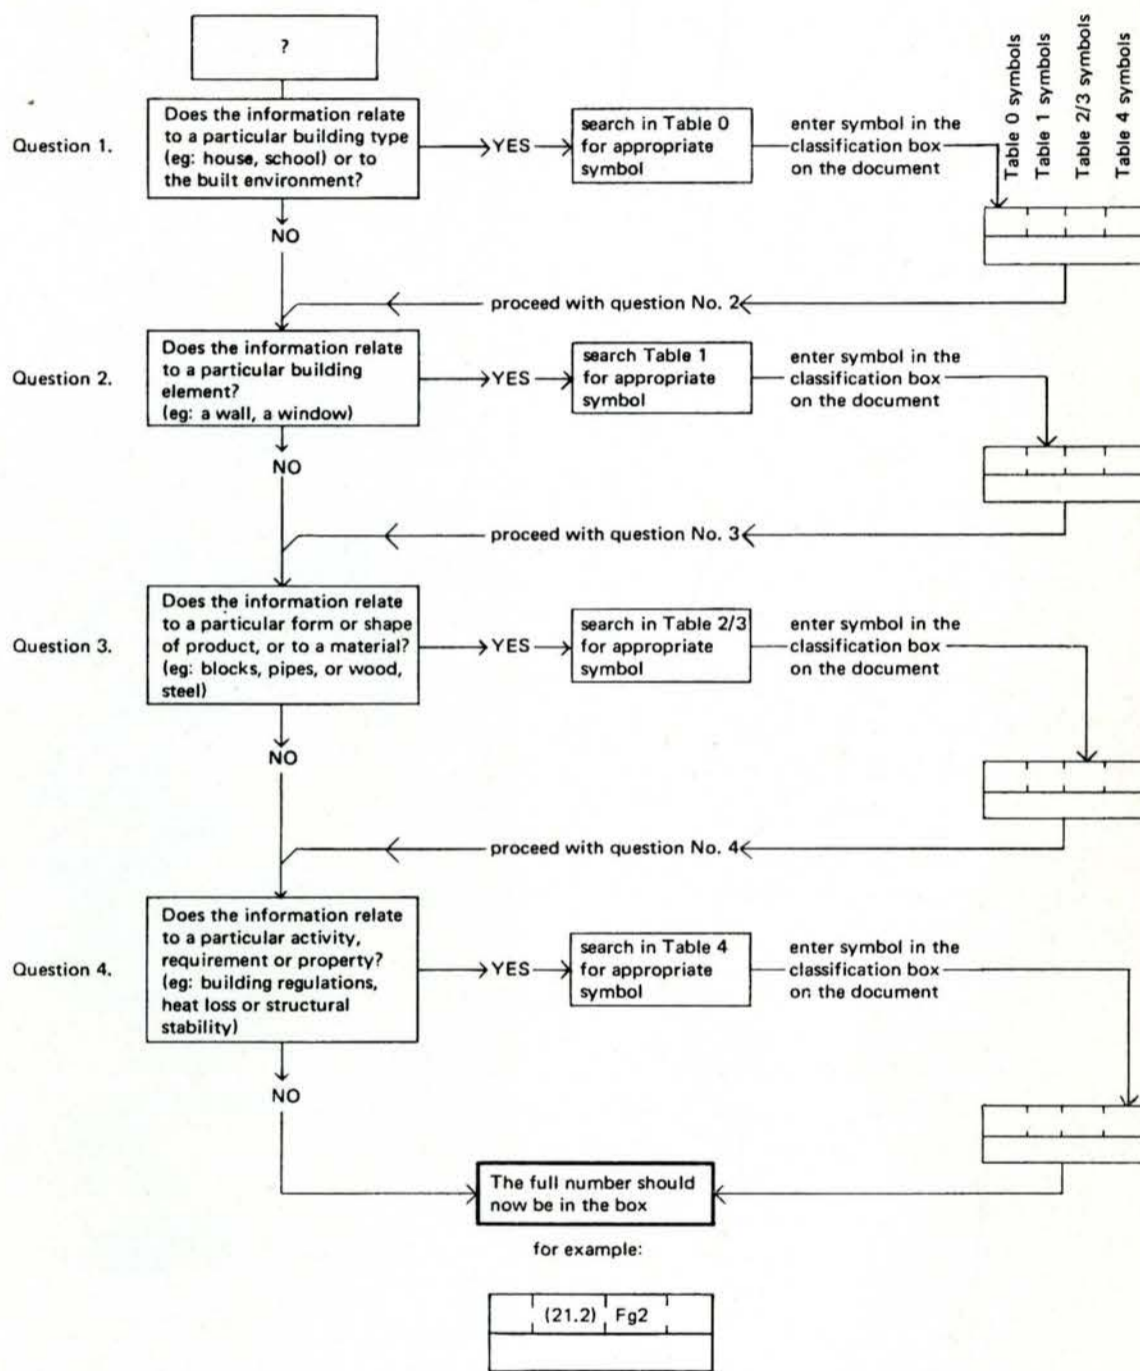 ?
Table 0 symbols
Table 1 symbols
Table 2/3 symbols
Table 4 symbols
Question 1.
Does the information relate
to a particular building type
(eg: house, school) or to
the built environment?
YES
search in Table 0
for appropriate
symbol
enter symbol in the
classification box
on the document
NO
proceed with question No. 2
Question 2.
Does the information relate
to a particular building
element?
(eg: a wall, a window)
YES
search Table 1
for appropriate
symbol
enter symbol in the
classification box
on the document
NO
proceed with question No. 3
Question 3.
Does the information relate
to a particular form or shape
of product, or to a material?
(eg: blocks, pipes, or wood,
steel)
YES
search in Table 2/3
for appropriate
symbol
enter symbol in the
classification box
on the document
NO
proceed with question No. 4
Question 4.
Does the information relate
to a particular activity,
requirement or property?
(eg: building regulations,
heat loss or structural
stability)
YES
search in Table 4
for appropriate
symbol
enter symbol in the
classification box
on the document
NO
The full number should
now be in the box
for example:
(21.2) Fg2